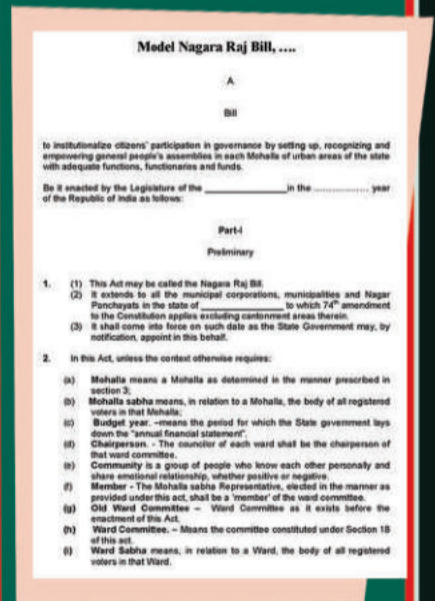 Model Nagara Raj Bill, ....
A
Bill
to institutionalize citizens' participation in governance by setting up, recognizing and
empowering general people's assemblies in each Mohalla of urban areas of the state
with adequate functions, functionaries and funds.
Be it enacted by the Legislature of the _______________in the .................. year
of the Republic of India as follows:
Part-I
Preliminary
1. (1) This Act may be called the Nagara Raj Bill.
(2) It extends to all the municipal corporations, municipalities and Nagar
Panchayats in the state of _______________ to which 74th amendment
to the Constitution applies excluding cantonment areas therein.
(3) It shall come into force on such date as the State Government may, by
notification, appoint in this behalf.
2. In this Act, unless the context otherwise requires:
(a) Mohalla means a Mohalla as determined in the manner prescribed in
section 3;
(b) Mohalla sabha means, in relation to a Mohalla, the body of all registered
voters in that Mohalla;
(c) Budget year. –means the period for which the State government lays
down the "annual financial statement".
(d) Chairperson. - The councilor of each ward shall be the chairperson of
that ward committee.
(e) Community is a group of people who know each other personally and
share emotional relationship, whether positive or negative.
(f) Member - The Mohalla sabha Representative, elected in the manner as
provided under this act, shall be a 'member' of the ward committee.
(g) Old Ward Committee – Ward Committee as it exists before the
enactment of this Act.
(h) Ward Committee. – Means the committee constituted under Section 18
of this act.
(i) Ward Sabha means, in relation to a Ward, the body of all registered
voters in that Ward.